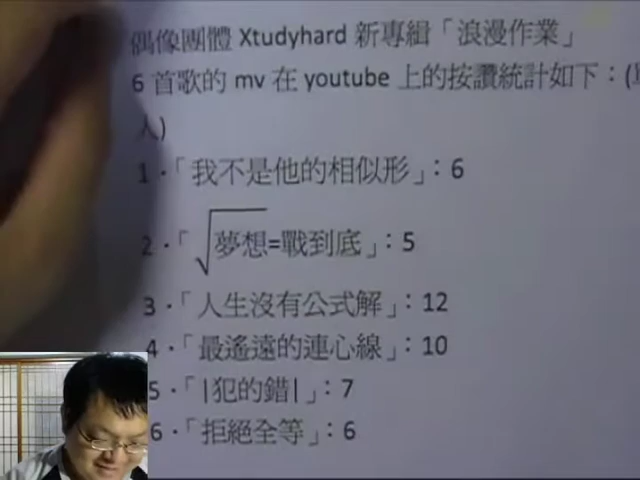 偶像團體 Xtudyhard 新專緝「浪漫作業」
6 首歌的 mv 在 youtube 上的按讚統計如下：(
人)
1．「我不是他的相似形」：6
2．「√夢想=戰到底」：5
3．「人生沒有公式解」：12
4．「最遙遠的連心線」：10
5．「|犯的錯|」：7
6．「拒絕全等」：6